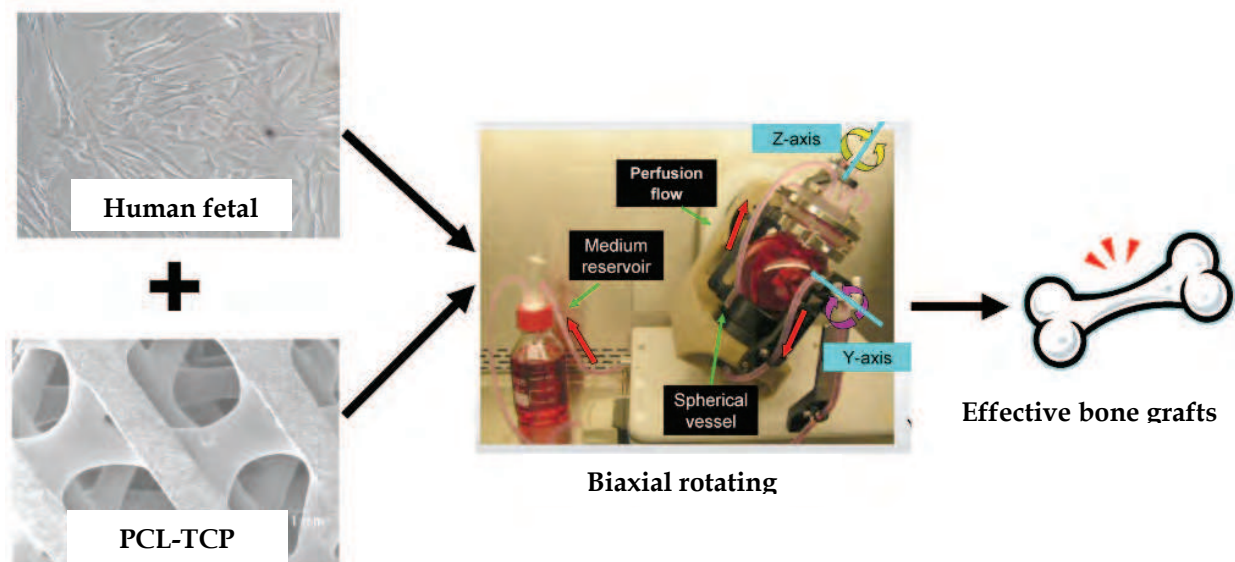 Human fetal
+
PCL-TCP
Z-axis
Perfusion
flow
Medium
reservoir
Y-axis
Spherical
vessel
Biaxial rotating
Effective bone grafts